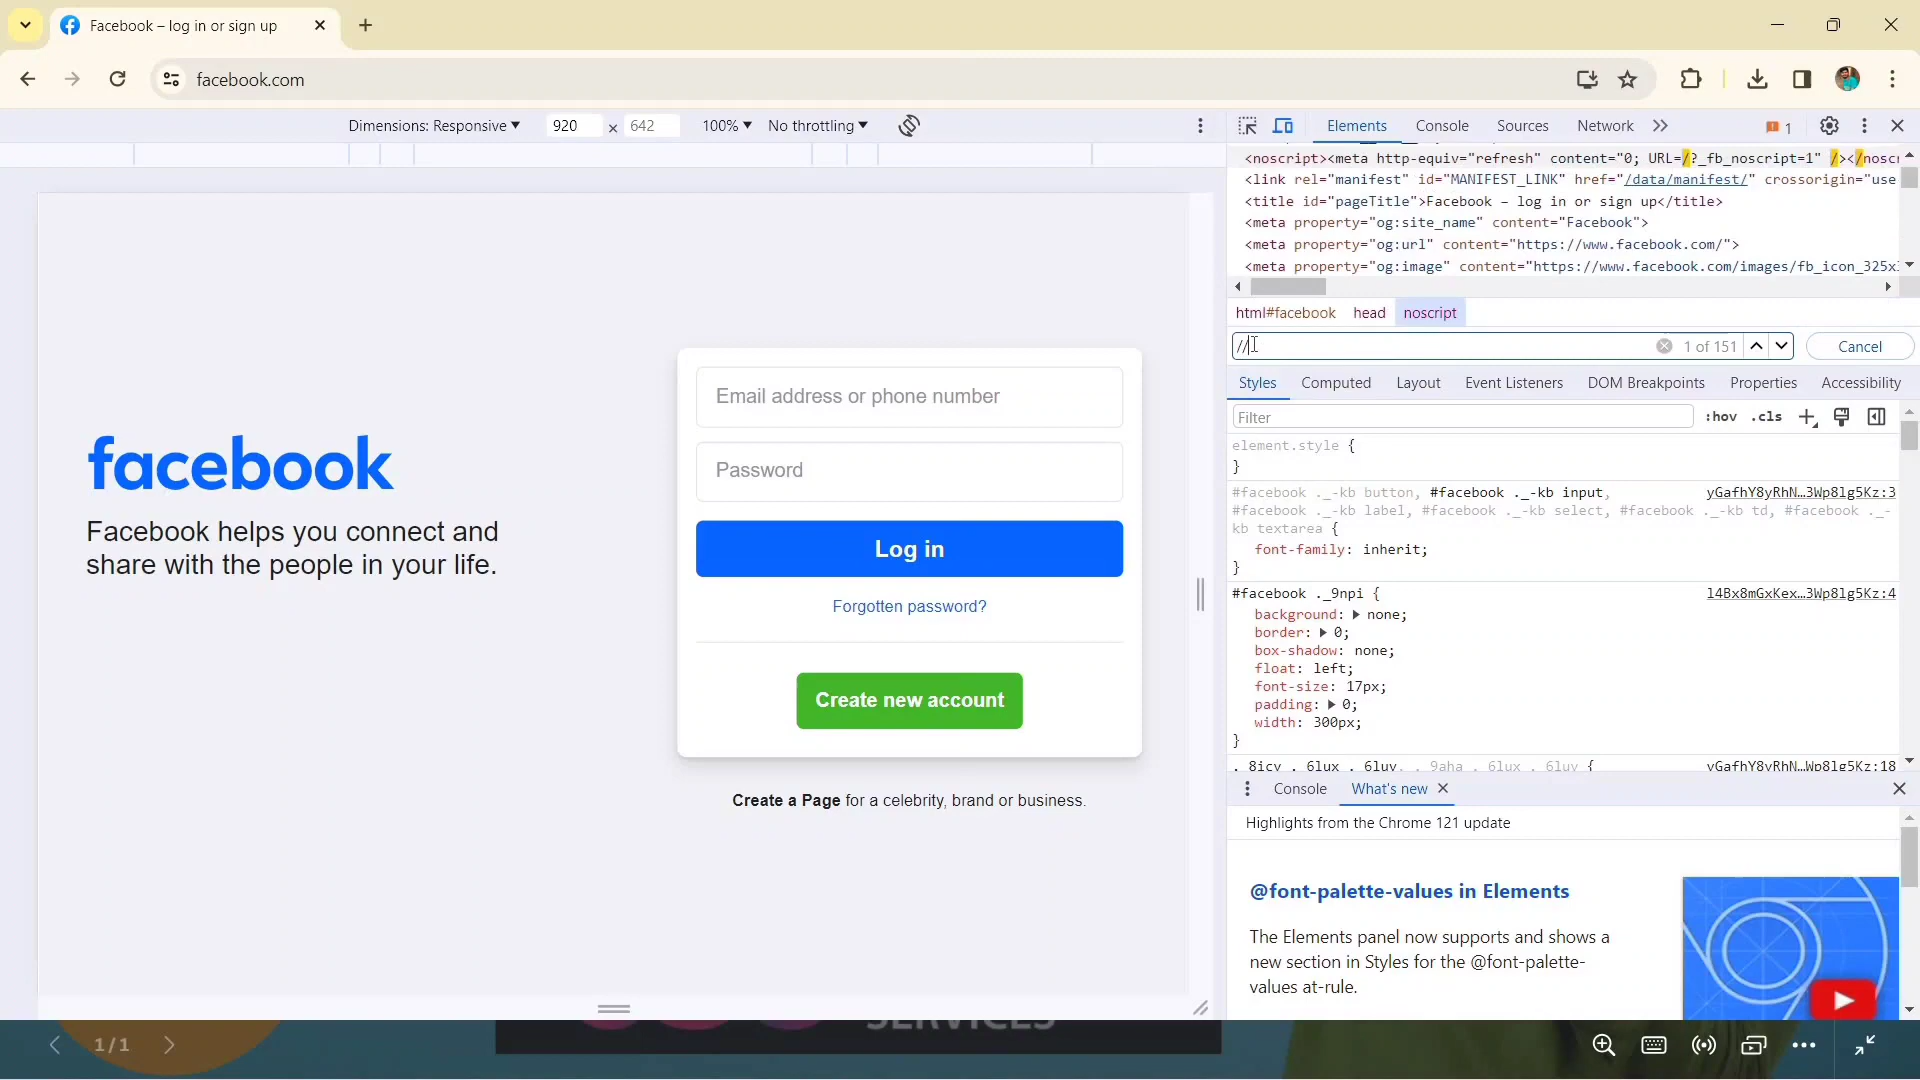 Facebook – log in or sign up
facebook.com
Dimensions: Responsive 920 x 642 100% No throttling
Elements Console Sources Network 1
<noscript><meta http-equiv="refresh" content="0; URL=/?_fb_noscript=1" /></noscr
<link rel="manifest" id="MANIFEST_LINK" href="/data/manifest/" crossorigin="use
<title id="pageTitle">Facebook – log in or sign up</title>
<meta property="og:site_name" content="Facebook">
<meta property="og:url" content="https://www.facebook.com/">
<meta property="og:image" content="https://www.facebook.com/images/fb_icon_325x
html#facebook head noscript
// 1 of 151 Cancel
Styles Computed Layout Event Listeners DOM Breakpoints Properties Accessibility
Filter :hov .cls
element.style {
}
#facebook ._-kb button, #facebook ._-kb input, yGafhY8yRhN…3Wp8lg5Kz:3
#facebook ._-kb label, #facebook ._-kb select, #facebook ._-kb td, #facebook ._-
kb textarea {
font-family: inherit;
}
#facebook ._9npi { l4Bx8mGxKex…3Wp8lg5Kz:4
background: none;
border: 0;
box-shadow: none;
float: left;
font-size: 17px;
padding: 0;
width: 300px;
}
Email address or phone number
Password
Log in
Forgotten password?
Create new account
Create a Page for a celebrity, brand or business.
facebook
Facebook helps you connect and
share with the people in your life.
Console What's new
Highlights from the Chrome 121 update
@font-palette-values in Elements
The Elements panel now supports and shows a
new section in Styles for the @font-palette-
values at-rule.
SERVICES
1/1